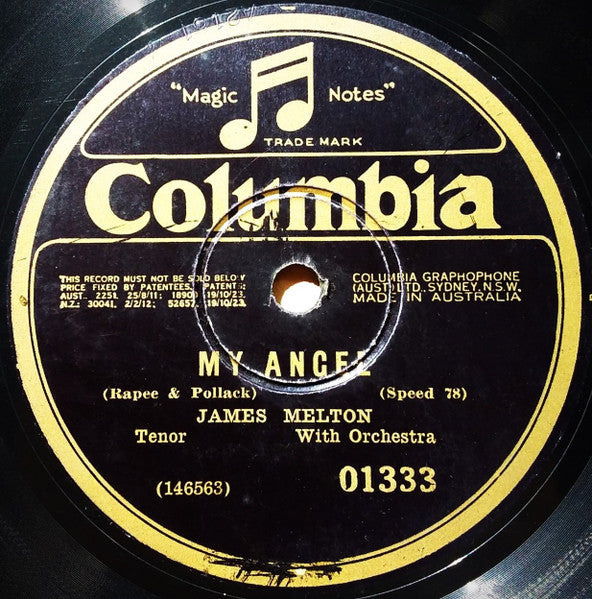 "Magic Notes"
TRADE MARK
Columbia
THIS RECORD MUST NOT BE SOLD BELOW
PRICE FIXED BY PATENTEES. PATENTS:
AUST. 2251, 25/8/11: 18900 19/10/23.
N.Z.: 30041, 2/2/12; 52657, 19/10/23.
COLUMBIA GRAPHOPHONE
(AUST) LTD. SYDNEY. N.S.W.
MADE IN AUSTRALIA
MY ANGEL
(Rapee & Pollack) (Speed 78)
JAMES MELTON
Tenor With Orchestra
(146563) 01333